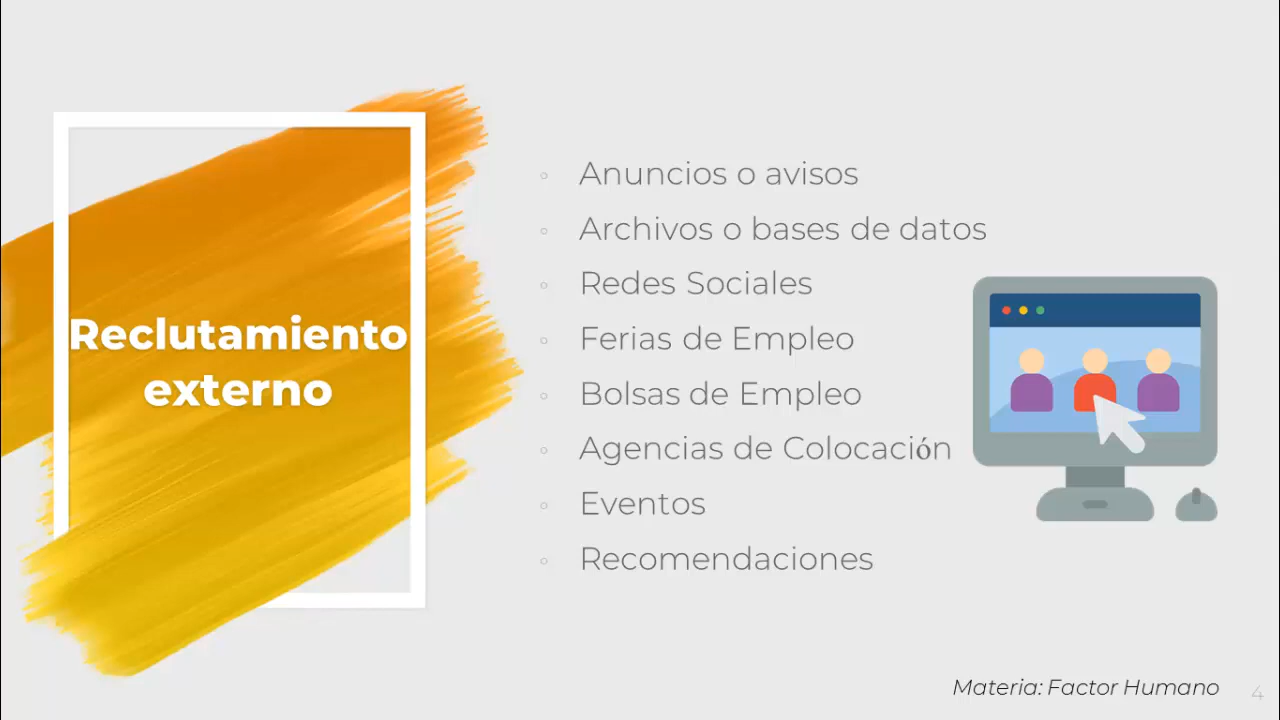 Reclutamiento
externo
Anuncios o avisos
Archivos o bases de datos
Redes Sociales
Ferias de Empleo
Bolsas de Empleo
Agencias de Colocación
Eventos
Recomendaciones
Materia: Factor Humano
4